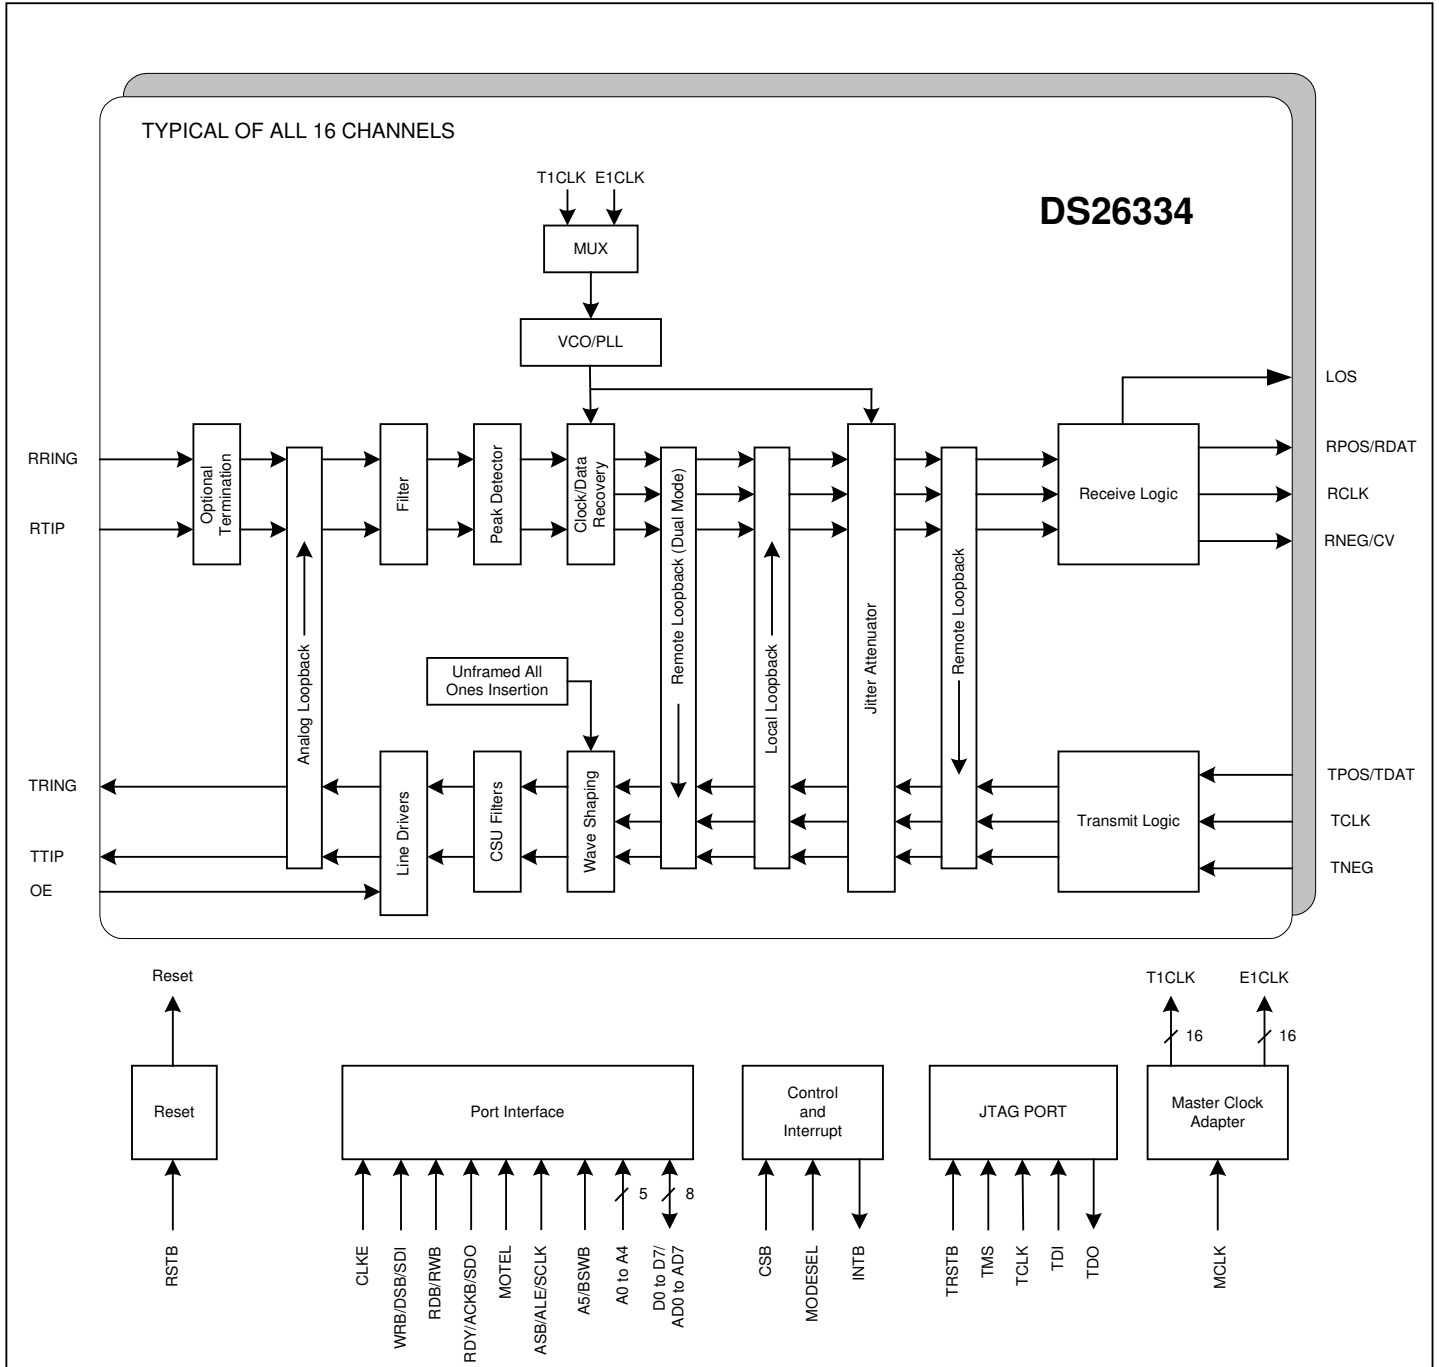 TYPICAL OF ALL 16 CHANNELS
T1CLK E1CLK
DS26334
MUX
VCO/PLL
LOS
RRING
RTIP
Optional
Termination
Analog Loopback
Filter
Peak Detector
Clock/Data
Recovery
Remote Loopback (Dual Mode)
Local Loopback
Jitter Attenuator
Remote Loopback
Receive Logic
RPOS/RDAT
RCLK
RNEG/CV
Unframed All
Ones Insertion
TRING
TTIP
OE
Line Drivers
CSU Filters
Wave Shaping
Transmit Logic
TPOS/TDAT
TCLK
TNEG
Reset
T1CLK
E1CLK
16
16
Reset
Port Interface
Control
and
Interrupt
JTAG PORT
Master Clock
Adapter
5
8
RSTB
CLKE
WRB/DSB/SDI
RDB/RWB
RDY/ACKB/SDO
MOTEL
ASB/ALE/SCLK
A5/BSWB
A0 to A4
D0 to D7/
AD0 to AD7
CSB
MODESEL
INTB
TRSTB
TMS
TCLK
TDI
TDO
MCLK